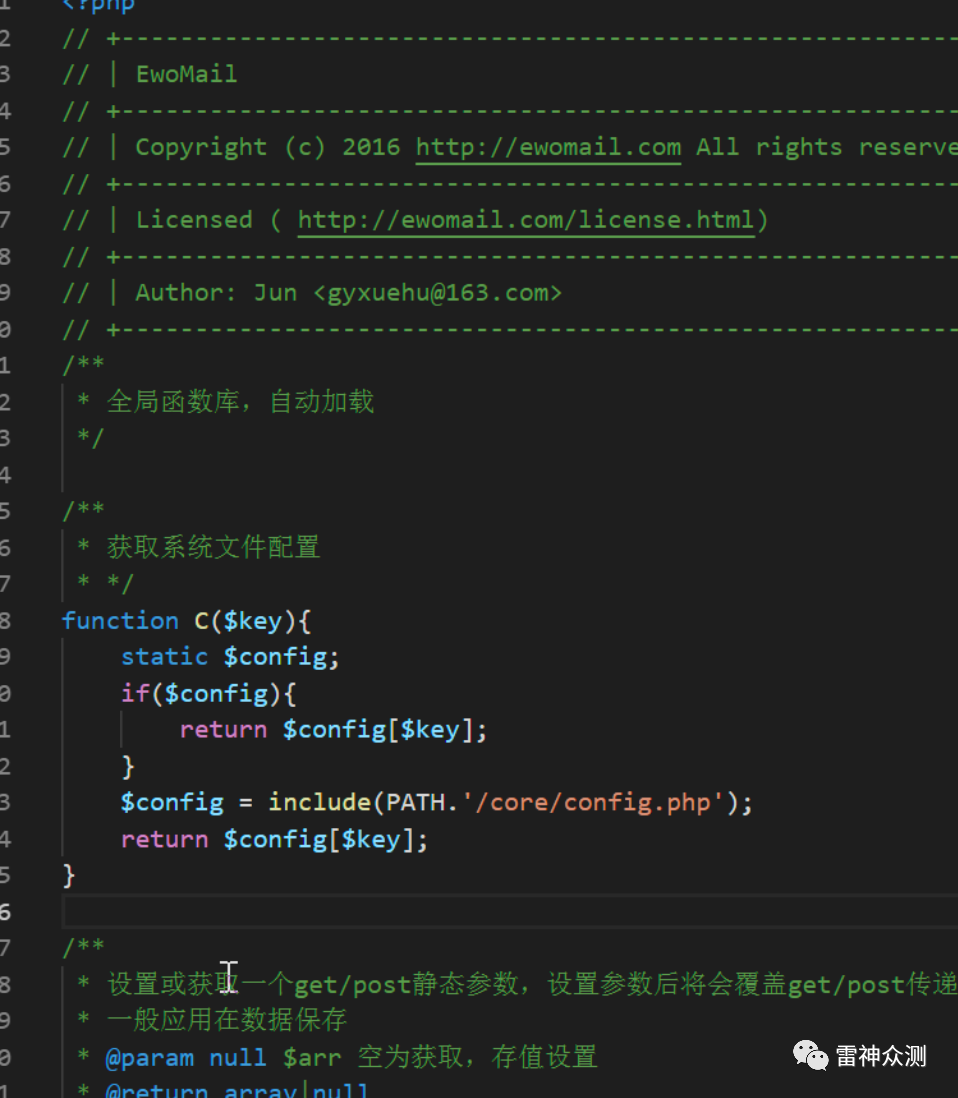 1 <?php
2 // +---------------------------------------------------------
3 // | EwoMail
4 // +---------------------------------------------------------
5 // | Copyright (c) 2016 http://ewomail.com All rights reserve
6 // +---------------------------------------------------------
7 // | Licensed ( http://ewomail.com/license.html)
8 // +---------------------------------------------------------
9 // | Author: Jun <gyxuehu@163.com>
0 // +---------------------------------------------------------
1 /**
2  * 全局函数库，自动加载
3  */
4
5 /**
6  * 获取系统文件配置
7  * */
8 function C($key){
9     static $config;
0     if($config){
1         return $config[$key];
2     }
3     $config = include(PATH.'/core/config.php');
4     return $config[$key];
5 }
6
7 /**
8  * 设置或获取一个get/post静态参数，设置参数后将会覆盖get/post传递
9  * 一般应用在数据保存
0  * @param null $arr 空为获取，存值设置
1  * @return array|null
雷神众测